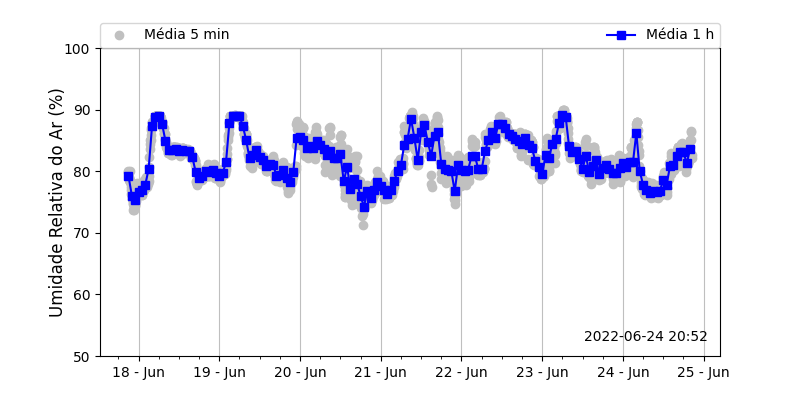 Média 5 min
Média 1 h
Umidade Relativa do Ar (%)
100
90
80
70
60
50
2022-06-24 20:52
18 - Jun
19 - Jun
20 - Jun
21 - Jun
22 - Jun
23 - Jun
24 - Jun
25 - Jun